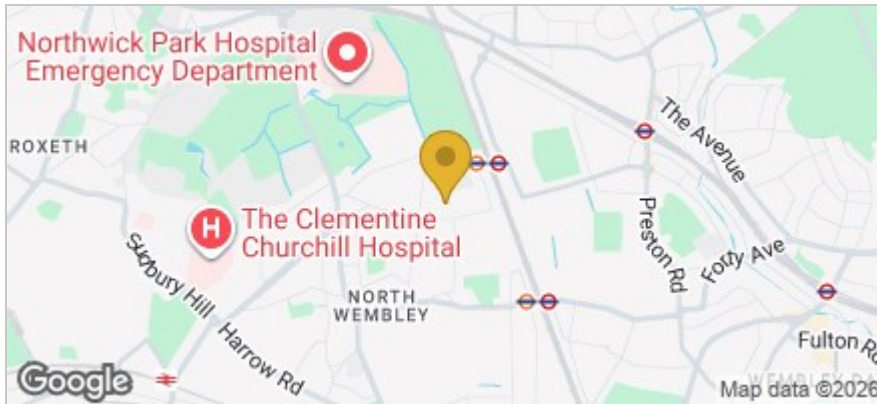 Northwick Park Hospital
Emergency Department
ROXETH
The Avenue
H
The Clementine
Churchill Hospital
Preston Rd
Forty Ave
Sudbury Hill
NORTH
WEMBLEY
Harrow Rd
Fulton Rd
Google
Map data ©2026